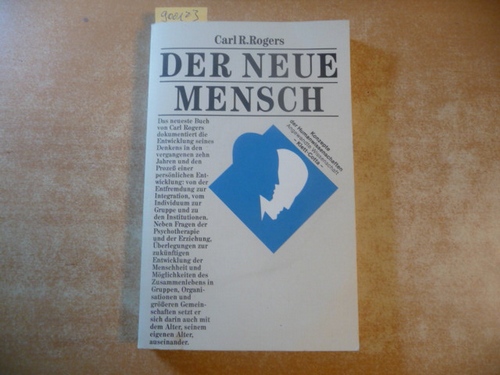 Carl R. Rogers
DER NEUE
MENSCH
Das neueste Buch
von Carl Rogers
dokumentiert die
Entwicklung seines
Denkens in den
vergangenen zehn
Jahren und den
Prozeß einer
persönlichen Ent-
wicklung: von der
Entfremdung zur
Integration, vom
Individuum zur
Gruppe und zu
den Institutionen.
Neben Fragen der
Psychotherapie
und der Erziehung,
Überlegungen zur
zukünftigen
Entwicklung der
Menschheit und
Möglichkeiten des
Zusammenlebens in
Gruppen, Organi-
sationen und
größeren Gemein-
schaften setzt er
sich darin auch mit
dem Alter, seinem
eigenen Alter,
auseinander.
Konzepte
der Humanwissenschaften
Angewandte Wissenschaft
– Klett-Cotta –